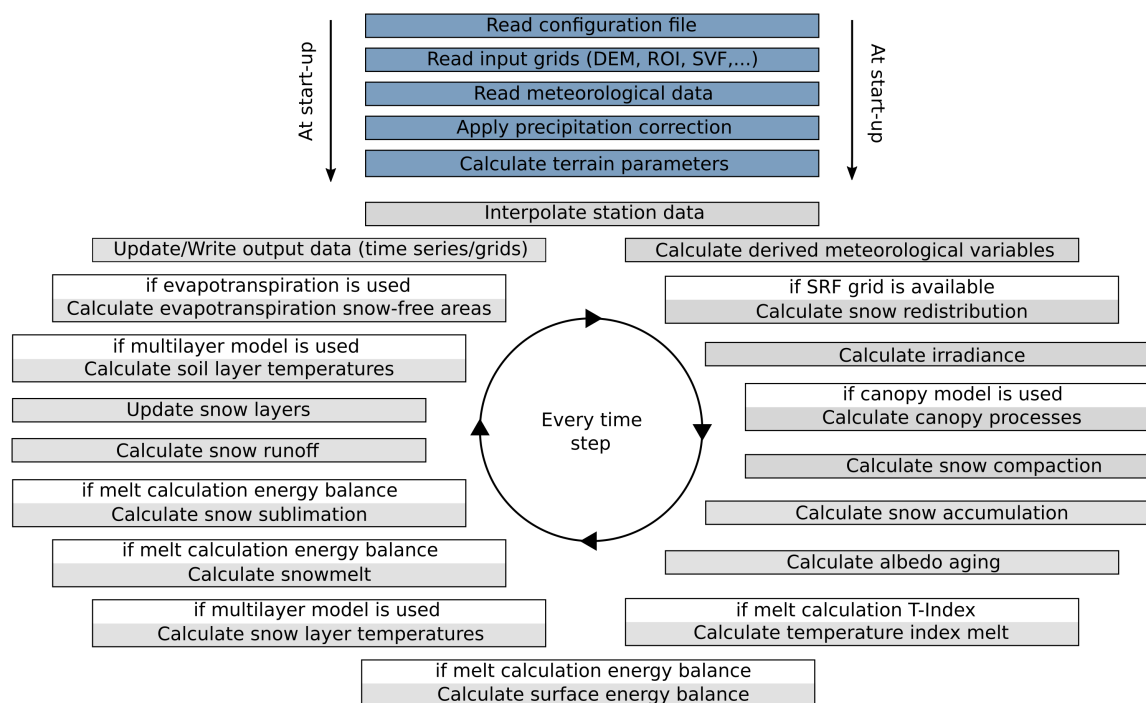 Read configuration file
Read input grids (DEM, ROI, SVF,...)
Read meteorological data
Apply precipitation correction
Calculate terrain parameters
At start-up
At start-up
Interpolate station data
Calculate derived meteorological variables
if SRF grid is available
Calculate snow redistribution
Calculate irradiance
if canopy model is used
Calculate canopy processes
Calculate snow compaction
Calculate snow accumulation
Calculate albedo aging
if melt calculation T-Index
Calculate temperature index melt
if melt calculation energy balance
Calculate surface energy balance
if multilayer model is used
Calculate snow layer temperatures
if melt calculation energy balance
Calculate snowmelt
if melt calculation energy balance
Calculate snow sublimation
Calculate snow runoff
Update snow layers
if multilayer model is used
Calculate soil layer temperatures
if evapotranspiration is used
Calculate evapotranspiration snow-free areas
Update/Write output data (time series/grids)
Every time
step